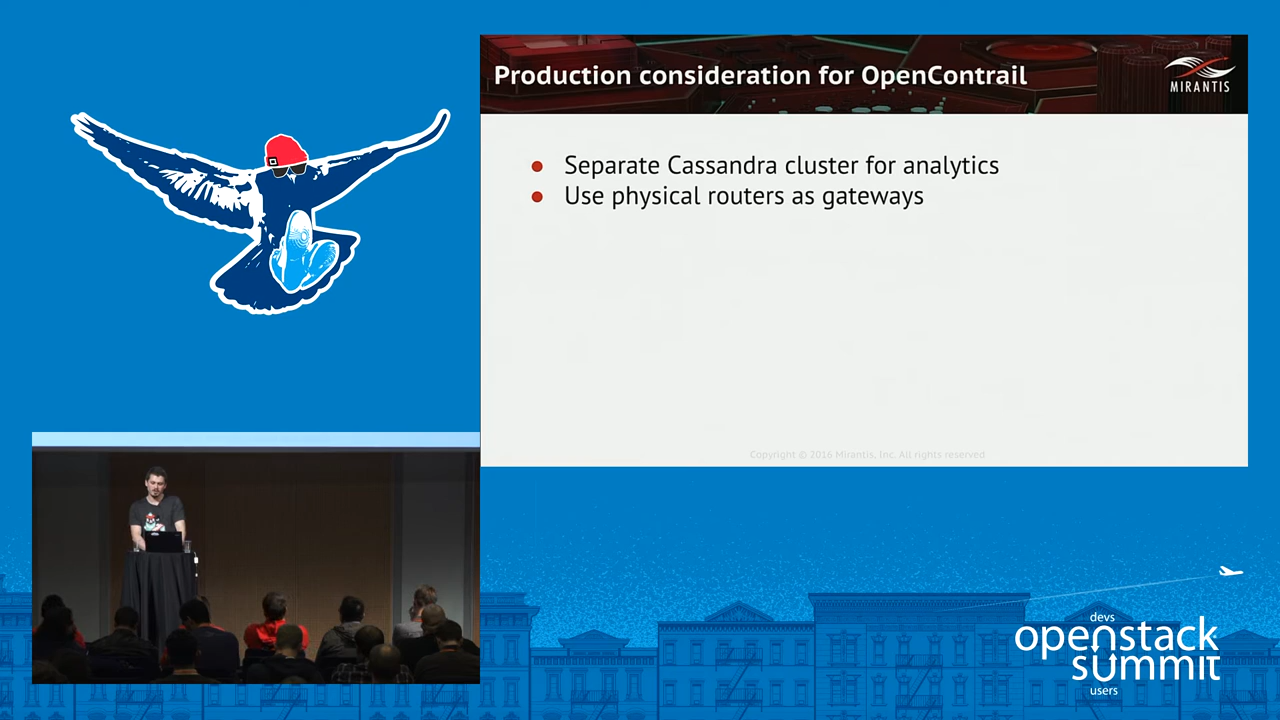 Production consideration for OpenContrail
MIRANTIS
● Separate Cassandra cluster for analytics
● Use physical routers as gateways
Copyright © 2016 Mirantis, Inc. All rights reserved
devs
openstack
summit
users